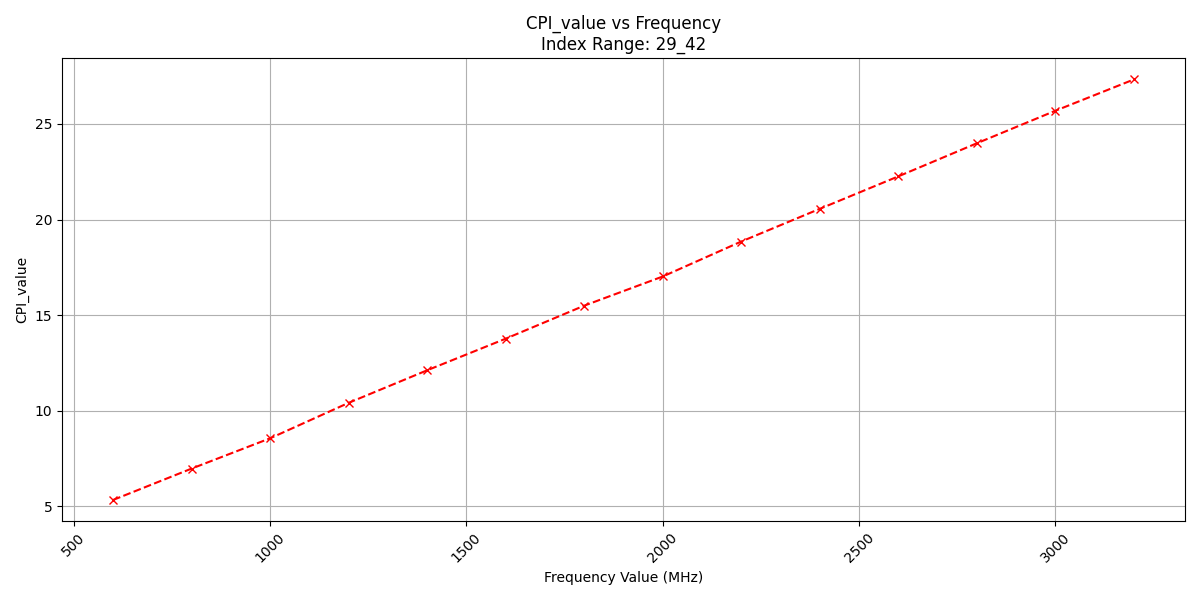 CPI_value vs Frequency
Index Range: 29_42
CPI_value
25
20
15
10
5
500
1000
1500
2000
2500
3000
Frequency Value (MHz)